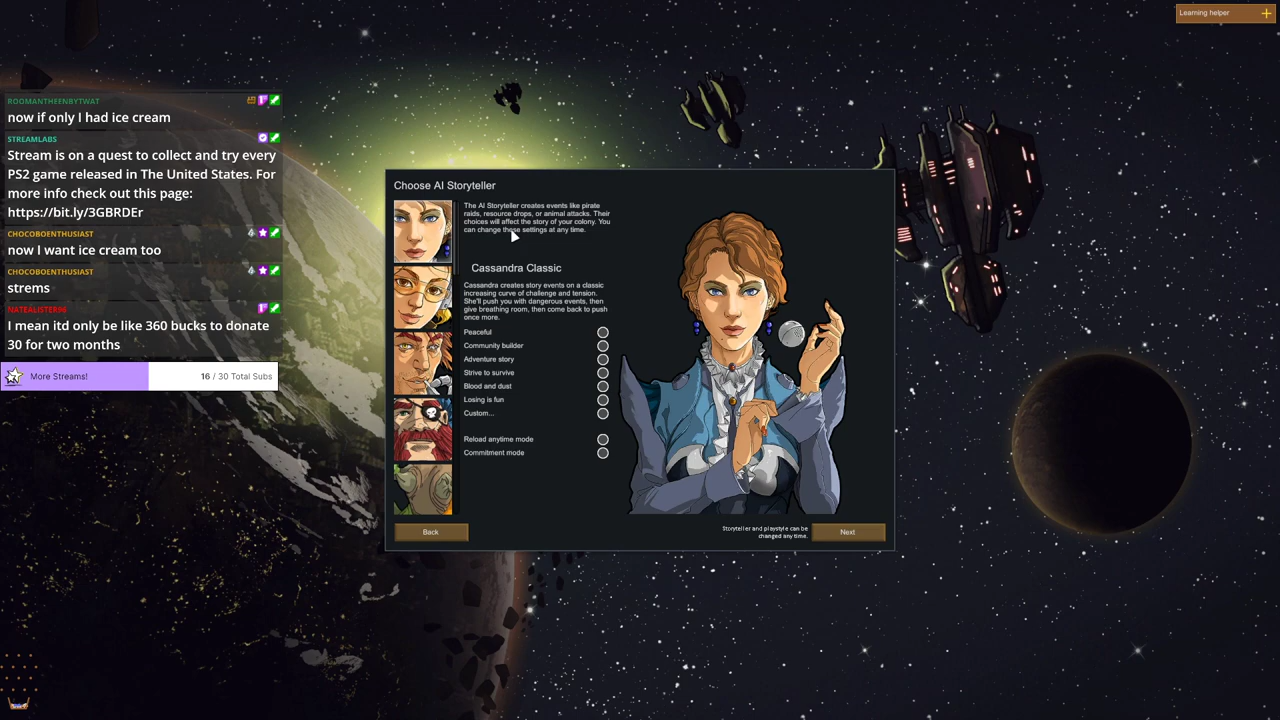 Learning helper
ROOMANTHEENBYTWAT
now if only I had ice cream
STREAMLABS
Stream is on a quest to collect and try every
PS2 game released in The United States. For
more info check out this page:
https://bit.ly/3GBRDEr
CHOCOBOENTHUSIAST
now I want ice cream too
CHOCOBOENTHUSIAST
strems
NATEALISTER96
I mean itd only be like 360 bucks to donate
30 for two months
More Streams!
16 / 30 Total Subs
Choose AI Storyteller
The AI Storyteller creates events like pirate
raids, resource drops, or animal attacks. Their
choices will affect the story of your colony. You
can change these settings at any time.
Cassandra Classic
Cassandra creates story events on a classic
increasing curve of challenge and tension.
She'll push you with dangerous events, then
give breathing room, then come back to push
once more.
Peaceful
Community builder
Adventure story
Strive to survive
Blood and dust
Losing is fun
Custom...
Reload anytime mode
Commitment mode
Back
Storyteller and playstyle can be
changed any time.
Next